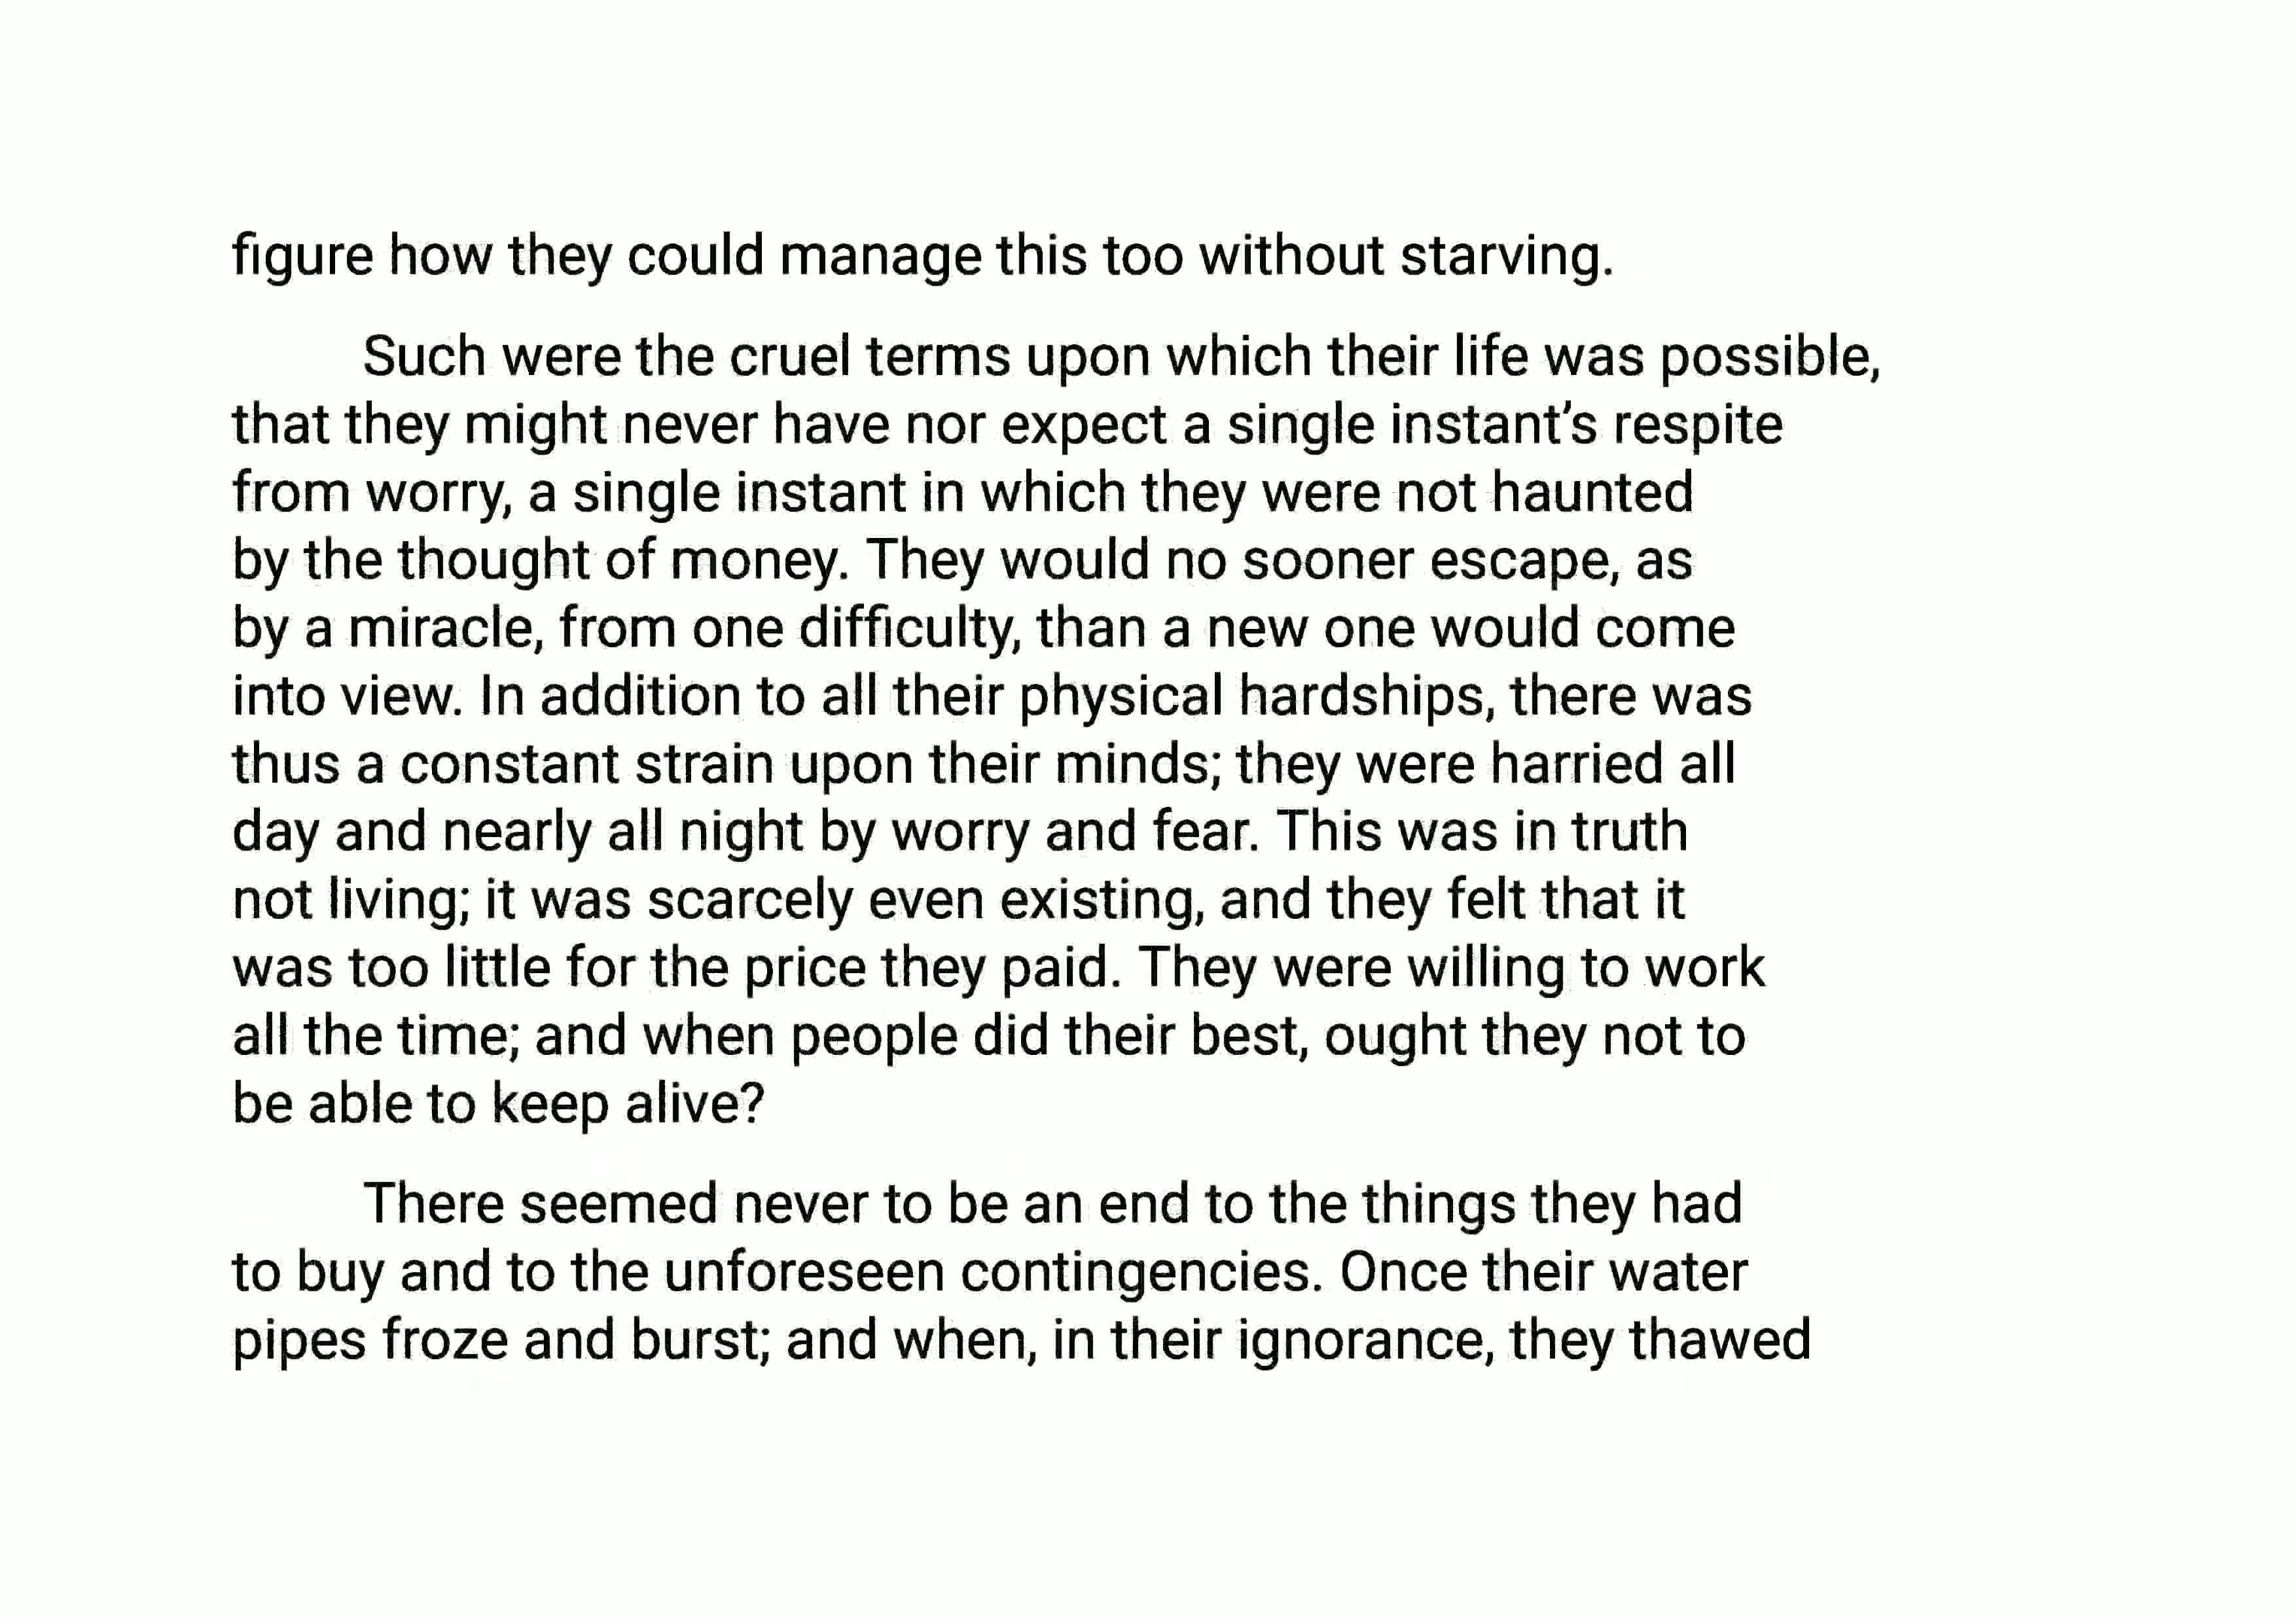 figure how they could manage this too without starving.
Such were the cruel terms upon which their life was possible,
that they might never have nor expect a single instant's respite
from worry, a single instant in which they were not haunted
by the thought of money. They would no sooner escape, as
by a miracle, from one difficulty, than a new one would come
into view. In addition to all their physical hardships, there was
thus a constant strain upon their minds; they were harried all
day and nearly all night by worry and fear. This was in truth
not living; it was scarcely even existing, and they felt that it
was too little for the price they paid. They were willing to work
all the time; and when people did their best, ought they not to
be able to keep alive?
There seemed never to be an end to the things they had
to buy and to the unforeseen contingencies. Once their water
pipes froze and burst; and when, in their ignorance, they thawed